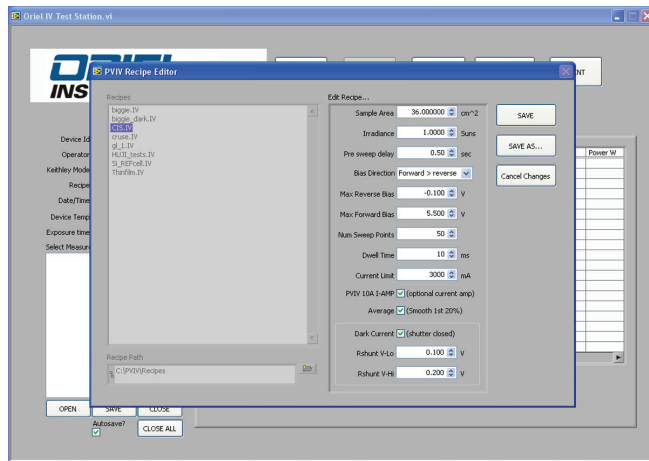 Oriel IV Test Station.vi
INS
PVIV Recipe Editor
NT
Recipes
biggie.IV
biggie_dark.IV
CIS.IV
cruse.IV
gl_1.IV
HUJI_tests.IV
Si_REFcell.IV
Thinfilm.IV
Recipe Path
C:\PVIV\Recipes
Edit Recipe...
Sample Area 36.000000 cm^2
Irradiance 1.0000 Suns
Pre sweep delay 0.50 sec
Bias Direction Forward > reverse
Max Reverse Bias -0.100 V
Max Forward Bias 5.500 V
Num Sweep Points 50
Dwell Time 10 ms
Current Limit 3000 mA
PVIV 10A I-AMP (optional current amp)
Average (Smooth 1st 20%)
Dark Current (shutter closed)
Rshunt V-Lo 0.100 V
Rshunt V-Hi 0.200 V
SAVE
SAVE AS...
Cancel Changes
Device Id
Operator
Keithley Mode
Recipe
Date/Time
Device Temp
Exposure time
Select Measur
Power W
OPEN SAVE CLOSE
Autosave?
CLOSE ALL